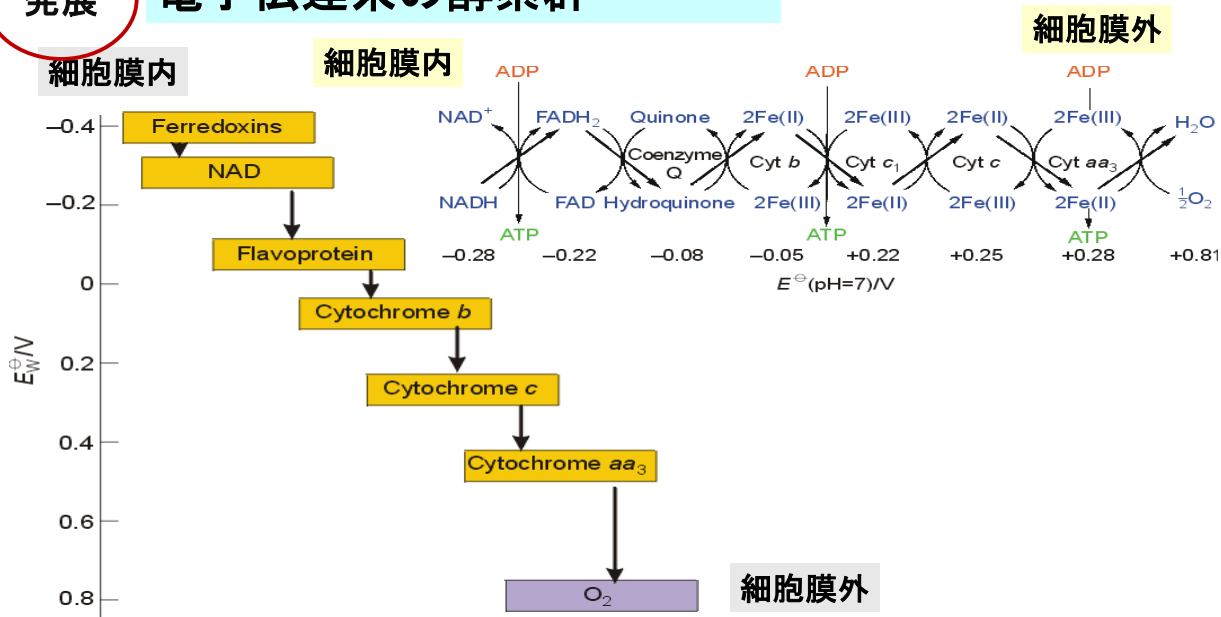 発展
電子伝達系の酵素群
細胞膜内
細胞膜内
細胞膜外
ADP ADP ADP
NAD⁺ FADH₂ Quinone 2Fe(II) 2Fe(III) 2Fe(II) 2Fe(III) H₂O
Coenzyme Q Cyt b Cyt c₁ Cyt c Cyt aa₃
NADH FAD Hydroquinone 2Fe(III) 2Fe(II) 2Fe(III) 2Fe(II) ½O₂
ATP ATP ATP
–0.28 –0.22 –0.08 –0.05 +0.22 +0.25 +0.28 +0.81
E⊖(pH=7)/V
E⊖W/V
–0.4
–0.2
0
0.2
0.4
0.6
0.8
Ferredoxins
NAD
Flavoprotein
Cytochrome b
Cytochrome c
Cytochrome aa₃
O₂
細胞膜外